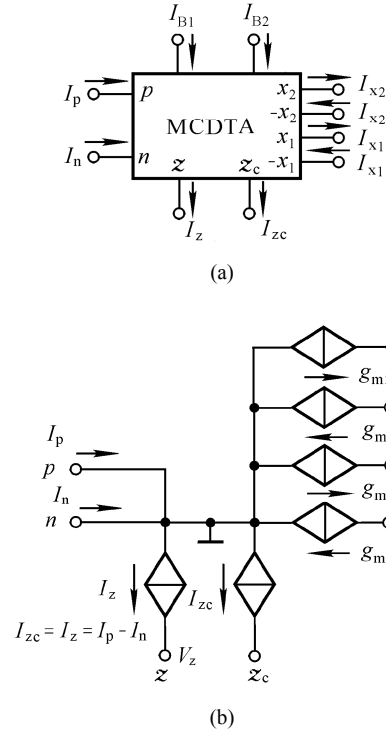 I_B1 I_B2
I_p p x_2 I_x2
-x_2 I_x2
MCDTA
x_1 I_x1
I_n n z z_c -x_1 I_x1
I_z I_zc
(a)
g_m
I_p g_m
p
I_n g_m
n
g_m
I_z I_zc
I_zc = I_z = I_p - I_n
V_z
z z_c
(b)